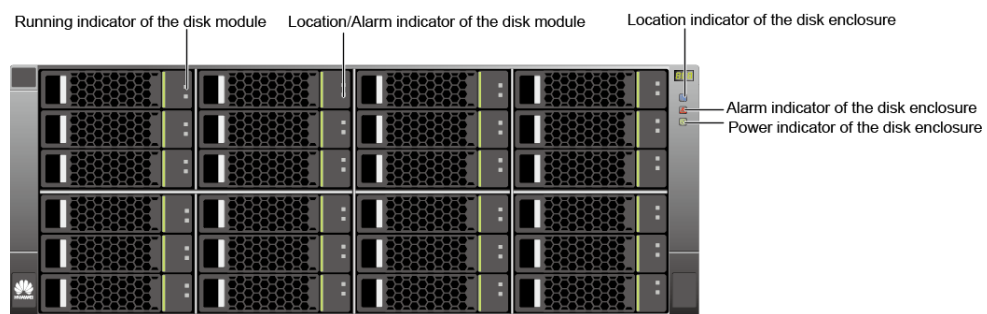 Running indicator of the disk module
Location/Alarm indicator of the disk module
Location indicator of the disk enclosure
Alarm indicator of the disk enclosure
Power indicator of the disk enclosure
HUAWEI